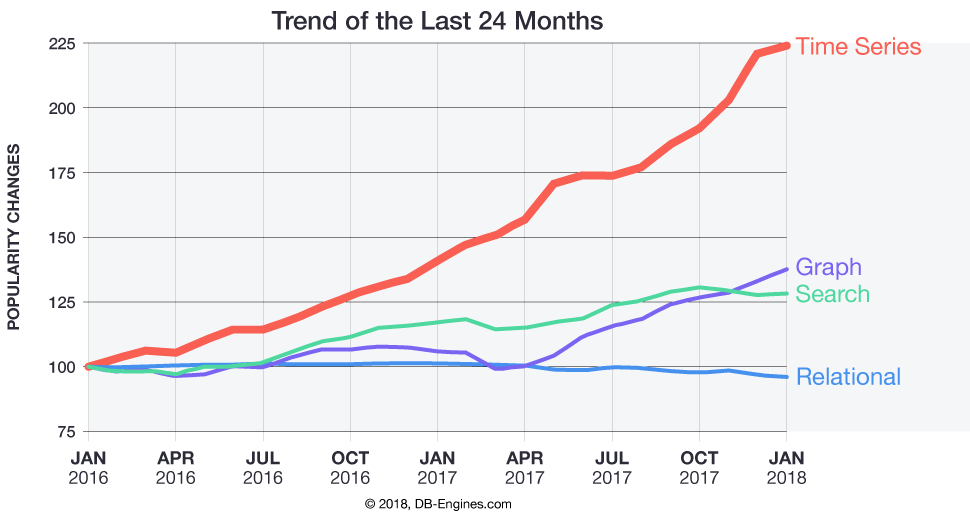 Trend of the Last 24 Months
225
200
175
150
125
100
75
POPULARITY CHANGES
Time Series
Graph
Search
Relational
JAN APR JUL OCT JAN APR JUL OCT JAN
2016 2016 2016 2016 2017 2017 2017 2017 2018
© 2018, DB-Engines.com